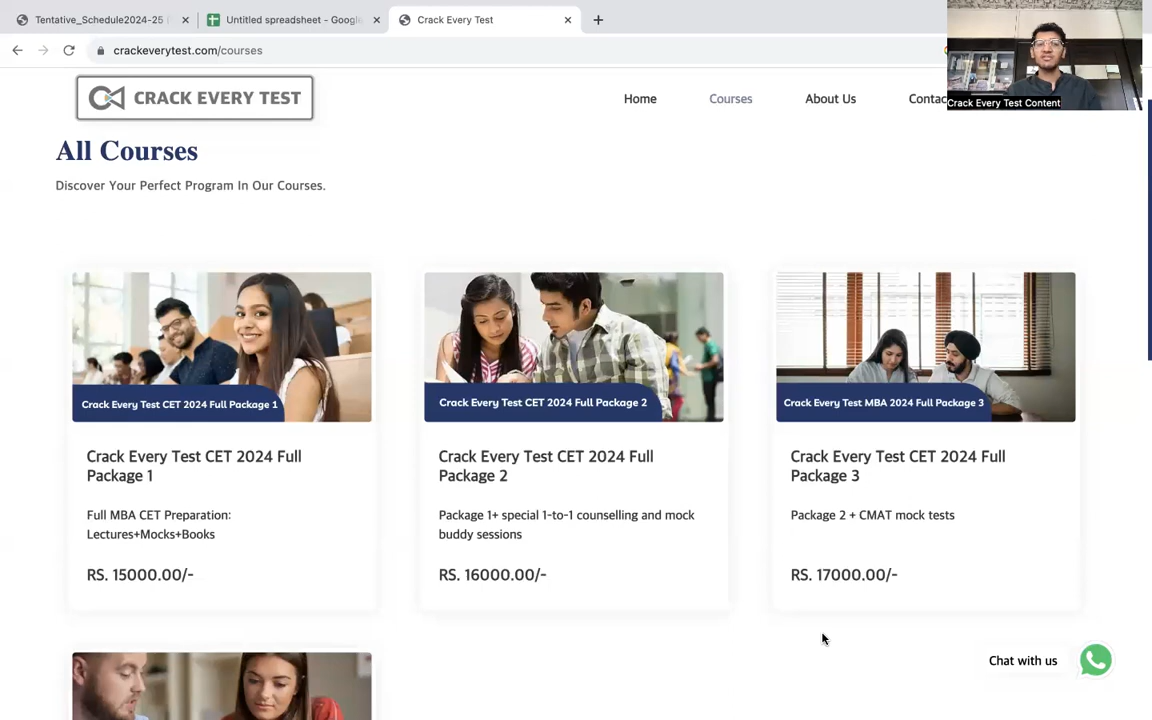 Tentative_Schedule2024-25
Untitled spreadsheet - Google
Crack Every Test
crackeverytest.com/courses
CRACK EVERY TEST
Home
Courses
About Us
Contac
Crack Every Test Content
All Courses
Discover Your Perfect Program In Our Courses.
Crack Every Test CET 2024 Full Package 1
Crack Every Test CET 2024 Full
Package 1
Full MBA CET Preparation:
Lectures+Mocks+Books
RS. 15000.00/-
Crack Every Test CET 2024 Full Package 2
Crack Every Test CET 2024 Full
Package 2
Package 1+ special 1-to-1 counselling and mock
buddy sessions
RS. 16000.00/-
Crack Every Test MBA 2024 Full Package 3
Crack Every Test CET 2024 Full
Package 3
Package 2 + CMAT mock tests
RS. 17000.00/-
Chat with us